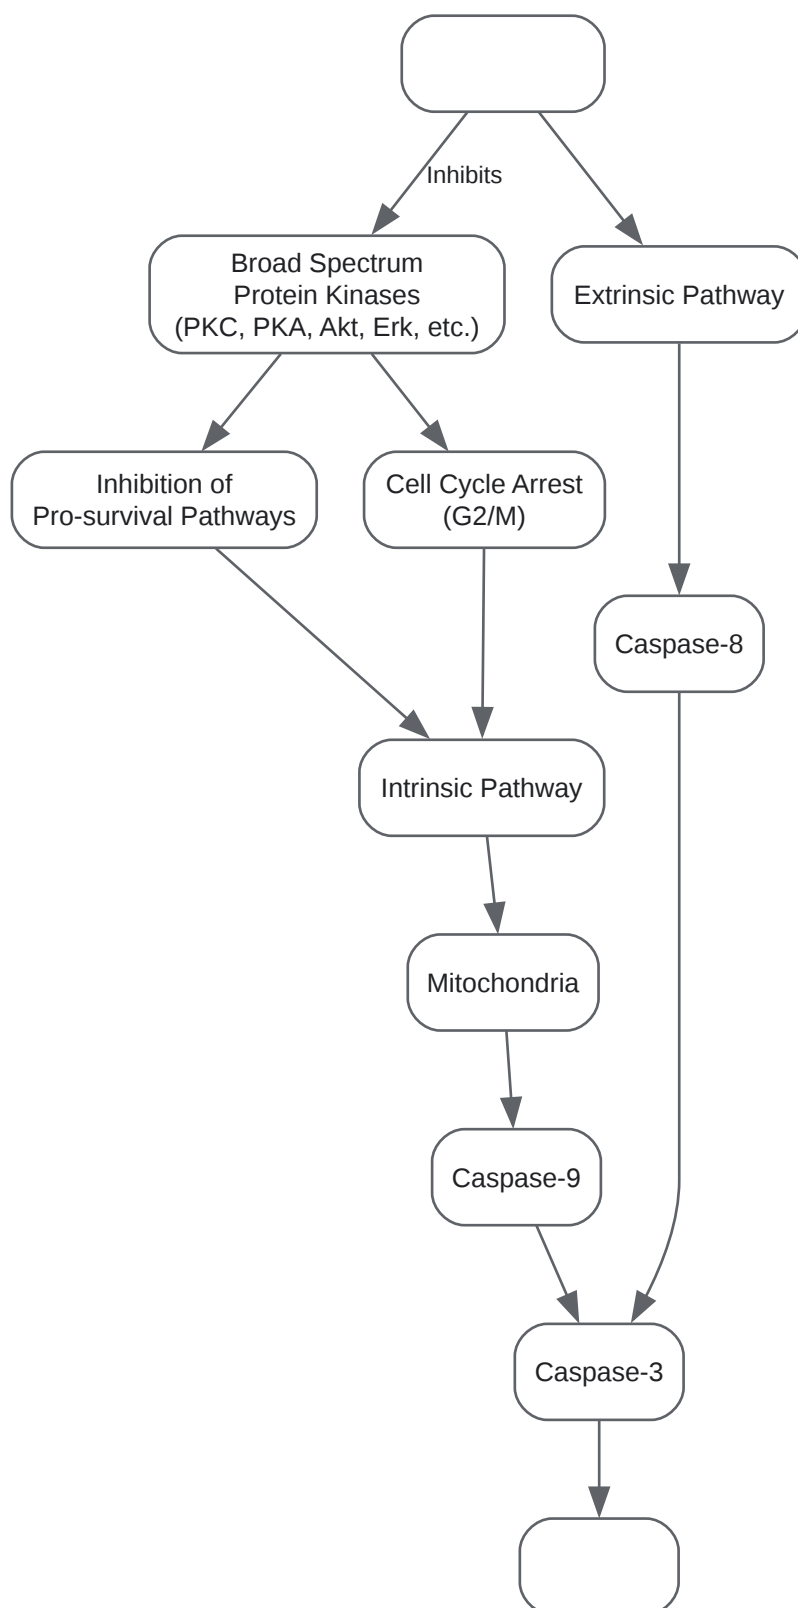 Inhibits
Broad Spectrum
Protein Kinases
(PKC, PKA, Akt, Erk, etc.)
Extrinsic Pathway
Inhibition of
Pro-survival Pathways
Cell Cycle Arrest
(G2/M)
Caspase-8
Intrinsic Pathway
Mitochondria
Caspase-9
Caspase-3